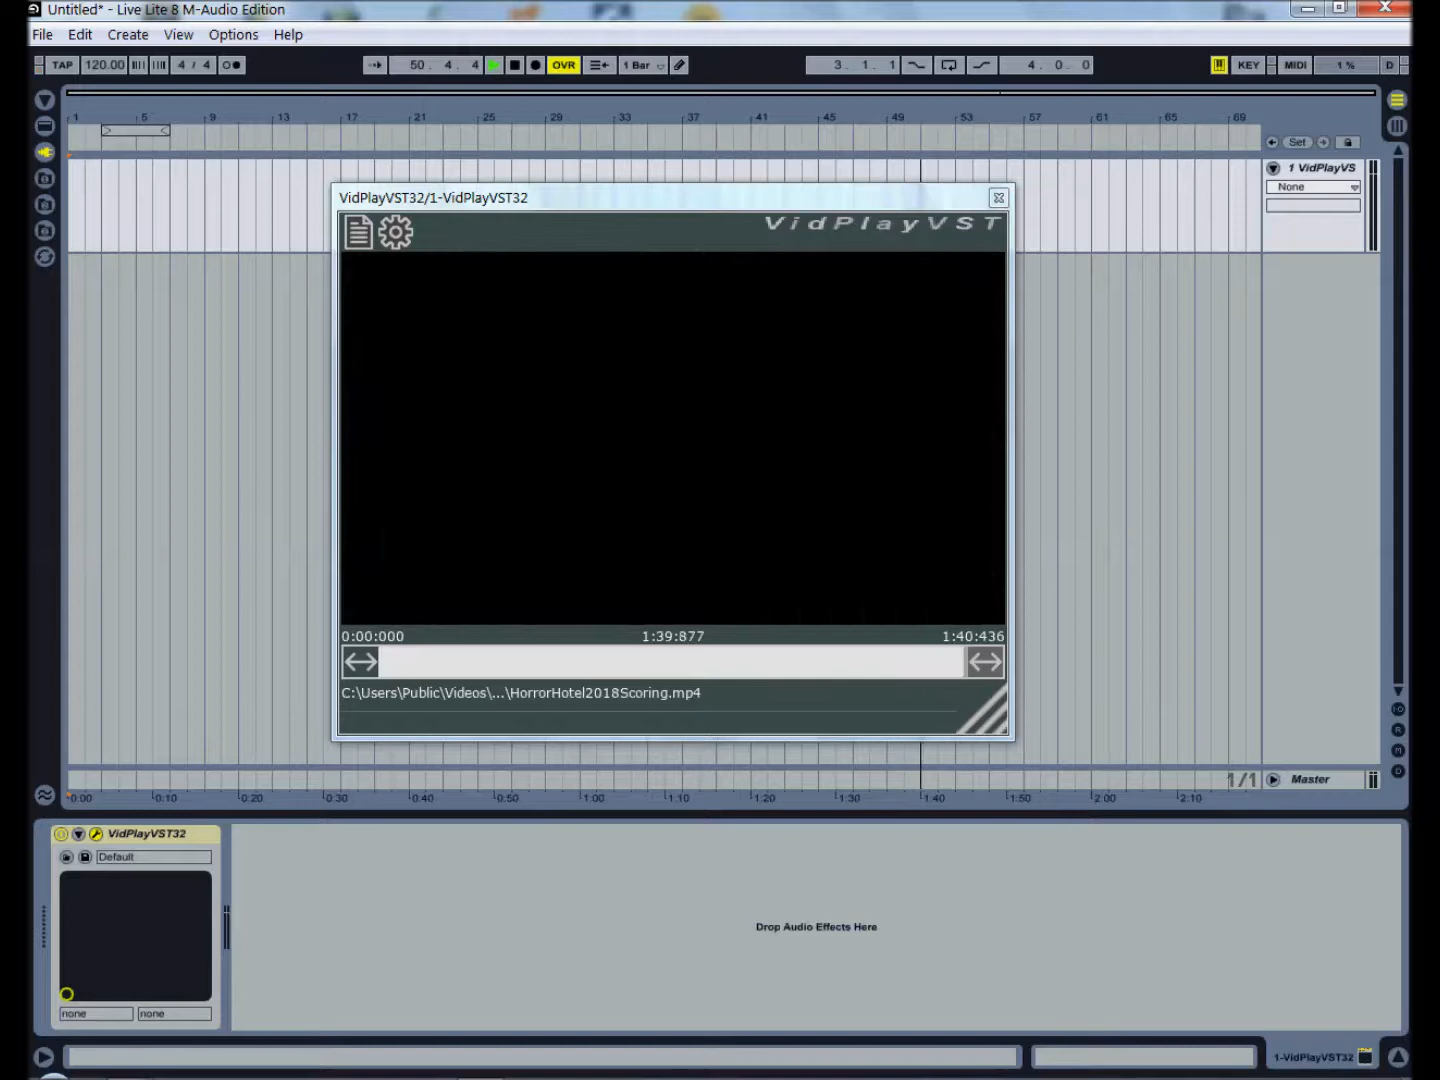 Untitled* - Live Lite 8 M-Audio Edition
File Edit Create View Options Help
TAP 120.00 4 / 4 50 . 4 . 4 OVR 1 Bar 3 . 1 . 1 4 . 0 . 0 KEY MIDI 1 % D
1 5 9 13 17 21 25 29 33 37 41 45 49 53 57 61 65 69
Set
1 VidPlayVS
None
VidPlayVST32/1-VidPlayVST32
VidPlayVST
0:00:000 1:39:877 1:40:436
C:\Users\Public\Videos\...\HorrorHotel2018Scoring.mp4
R
M
D
1/1 Master
0:00 0:10 0:20 0:30 0:40 0:50 1:00 1:10 1:20 1:30 1:40 1:50 2:00 2:10
VidPlayVST32
Default
Drop Audio Effects Here
none none
1-VidPlayVST32